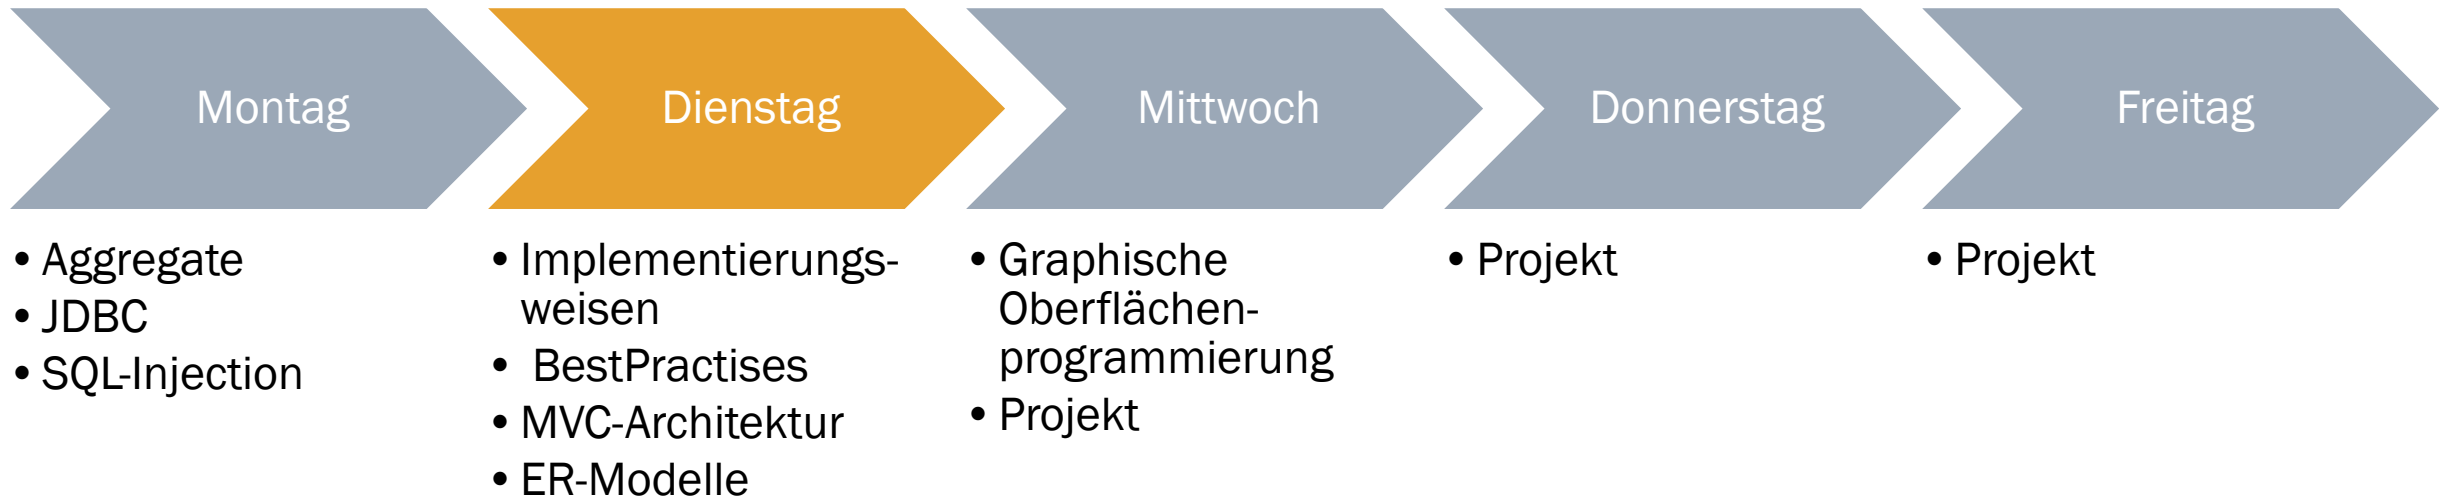 Montag
Dienstag
Mittwoch
Donnerstag
Freitag
• Aggregate
• JDBC
• SQL-Injection
• Implementierungs-
weisen
• BestPractises
• MVC-Architektur
• ER-Modelle
• Graphische
Oberflächen-
programmierung
• Projekt
• Projekt
• Projekt